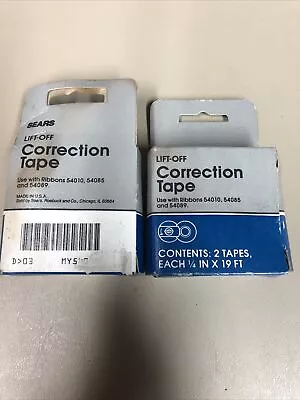 SEARS
LIFT-OFF
Correction
Tape
Use with Ribbons 54010, 54085
and 54089.
MADE IN U.S.A.
Sold by Sears, Roebuck and Co., Chicago, IL 60684
D>03 MYS
LIFT-OFF
Correction
Tape
Use with Ribbons 54010, 54085
and 54089.
CONTENTS: 2 TAPES,
EACH ¼ IN X 19 FT